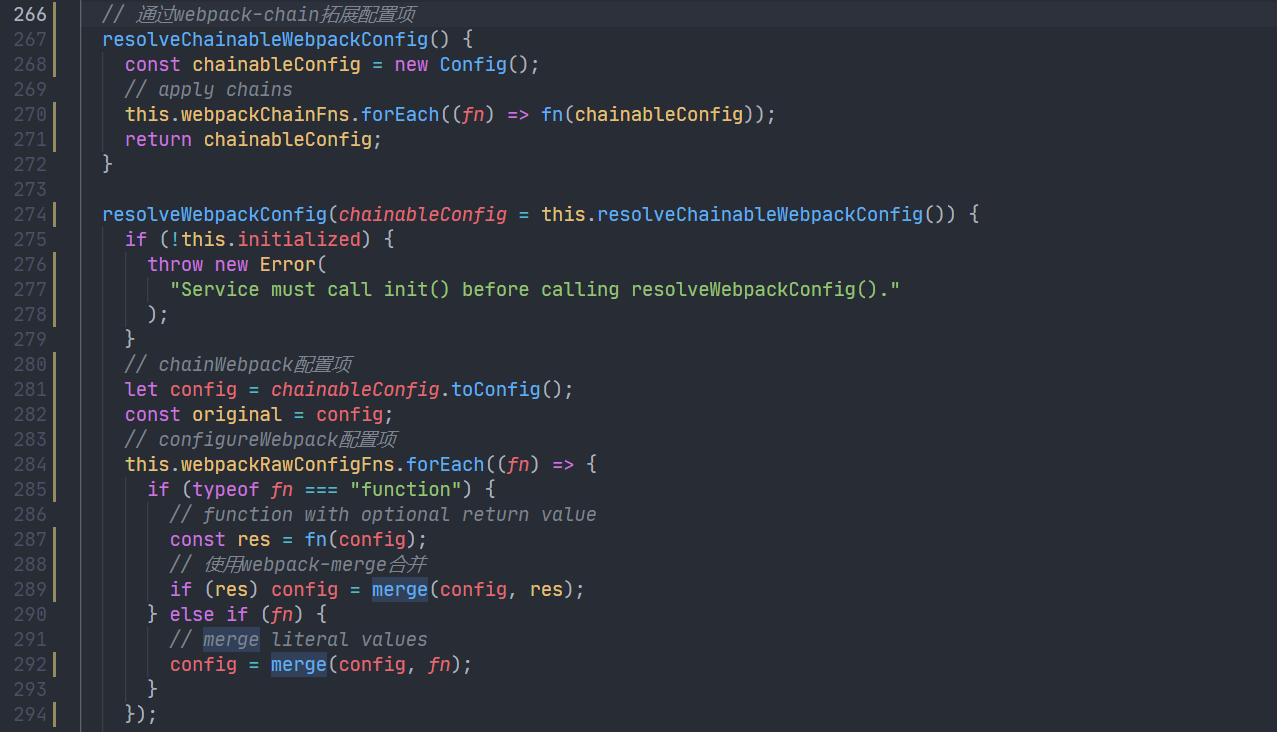 266 // 通过webpack-chain拓展配置项
267 resolveChainableWebpackConfig() {
268   const chainableConfig = new Config();
269   // apply chains
270   this.webpackChainFns.forEach((fn) => fn(chainableConfig));
271   return chainableConfig;
272 }
273
274 resolveWebpackConfig(chainableConfig = this.resolveChainableWebpackConfig()) {
275   if (!this.initialized) {
276     throw new Error(
277       "Service must call init() before calling resolveWebpackConfig()."
278     );
279   }
280   // chainWebpack配置项
281   let config = chainableConfig.toConfig();
282   const original = config;
283   // configureWebpack配置项
284   this.webpackRawConfigFns.forEach((fn) => {
285     if (typeof fn === "function") {
286       // function with optional return value
287       const res = fn(config);
288       // 使用webpack-merge合并
289       if (res) config = merge(config, res);
290     } else if (fn) {
291       // merge literal values
292       config = merge(config, fn);
293     }
294   });